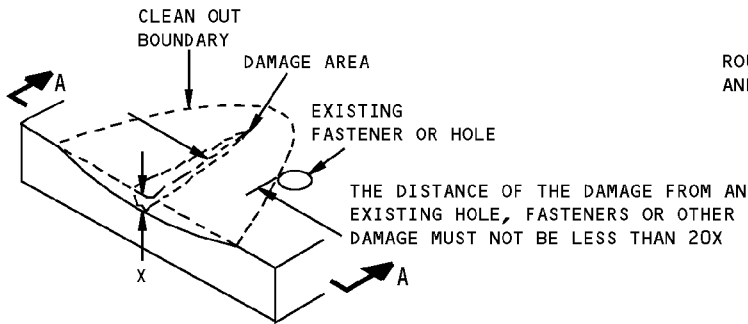 CLEAN OUT
BOUNDARY
DAMAGE AREA
A
EXISTING
FASTENER OR HOLE
THE DISTANCE OF THE DAMAGE FROM AN
EXISTING HOLE, FASTENERS OR OTHER
DAMAGE MUST NOT BE LESS THAN 20X
X
A